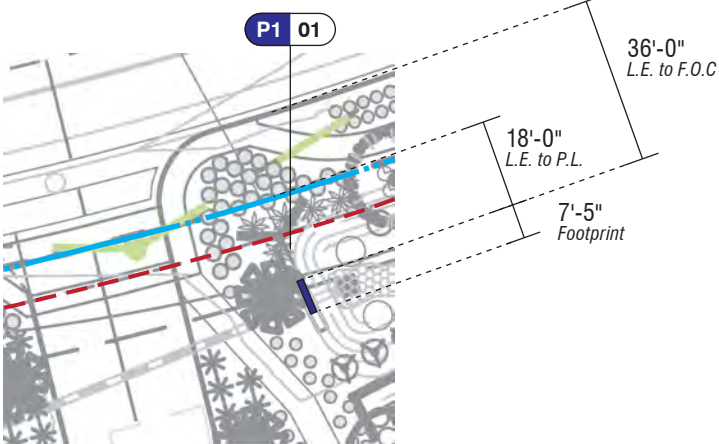 P1 01
36'-0"
L.E. to F.O.C
18'-0"
L.E. to P.L.
7'-5"
Footprint